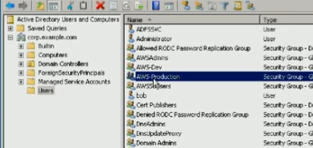 Active Directory Users and Computers
Saved Queries
corp.example.com
Builtin
Computers
Domain Controllers
ForeignSecurityPrincipals
Managed Service Accounts
Users
Name
Type
ADFSSVC
User
Administrator
User
Allowed RODC Password Replication Group
Security Group - D
AWSAdmins
Security Group - G
AWS-Dev
Security Group - G
AWS-Production
Security Group - G
Security Group - G
bob
User
Cert Publishers
Security Group - D
Denied RODC Password Replication Group
Security Group - D
DnsAdmins
Security Group - D
DnsUpdateProxy
Security Group - G
Domain Admins
Security Group - G